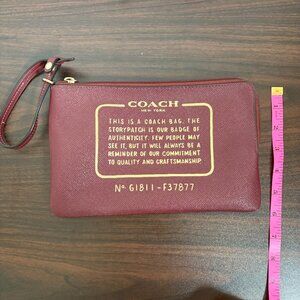 COACH
NEW YORK
THIS IS A COACH BAG. THE
STORYPATCH IS OUR BADGE OF
AUTHENTICITY. FEW PEOPLE MAY
SEE IT, BUT IT WILL ALWAYS BE A
REMINDER OF OUR COMMITMENT
TO QUALITY AND CRAFTSMANSHIP.
Nº G1811-F37877